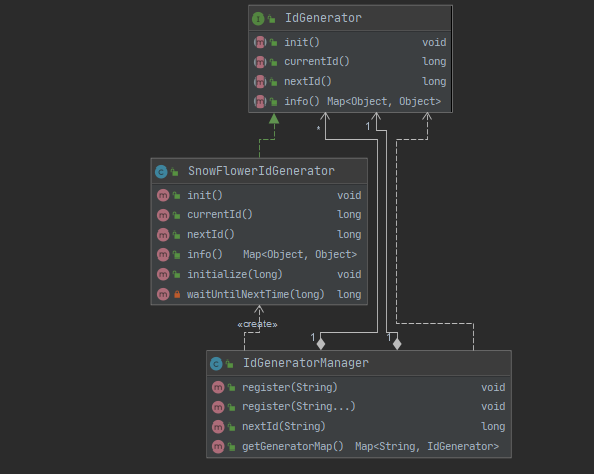 I IdGenerator
m init() void
m currentId() long
m nextId() long
m info() Map<Object, Object>
* 1
C SnowFlowerIdGenerator
m init() void
m currentId() long
m nextId() long
m info() Map<Object, Object>
m initialize(long) void
m waitUntilNextTime(long) long
«create»
1 1
C IdGeneratorManager
m register(String) void
m register(String...) void
m nextId(String) long
m getGeneratorMap() Map<String, IdGenerator>